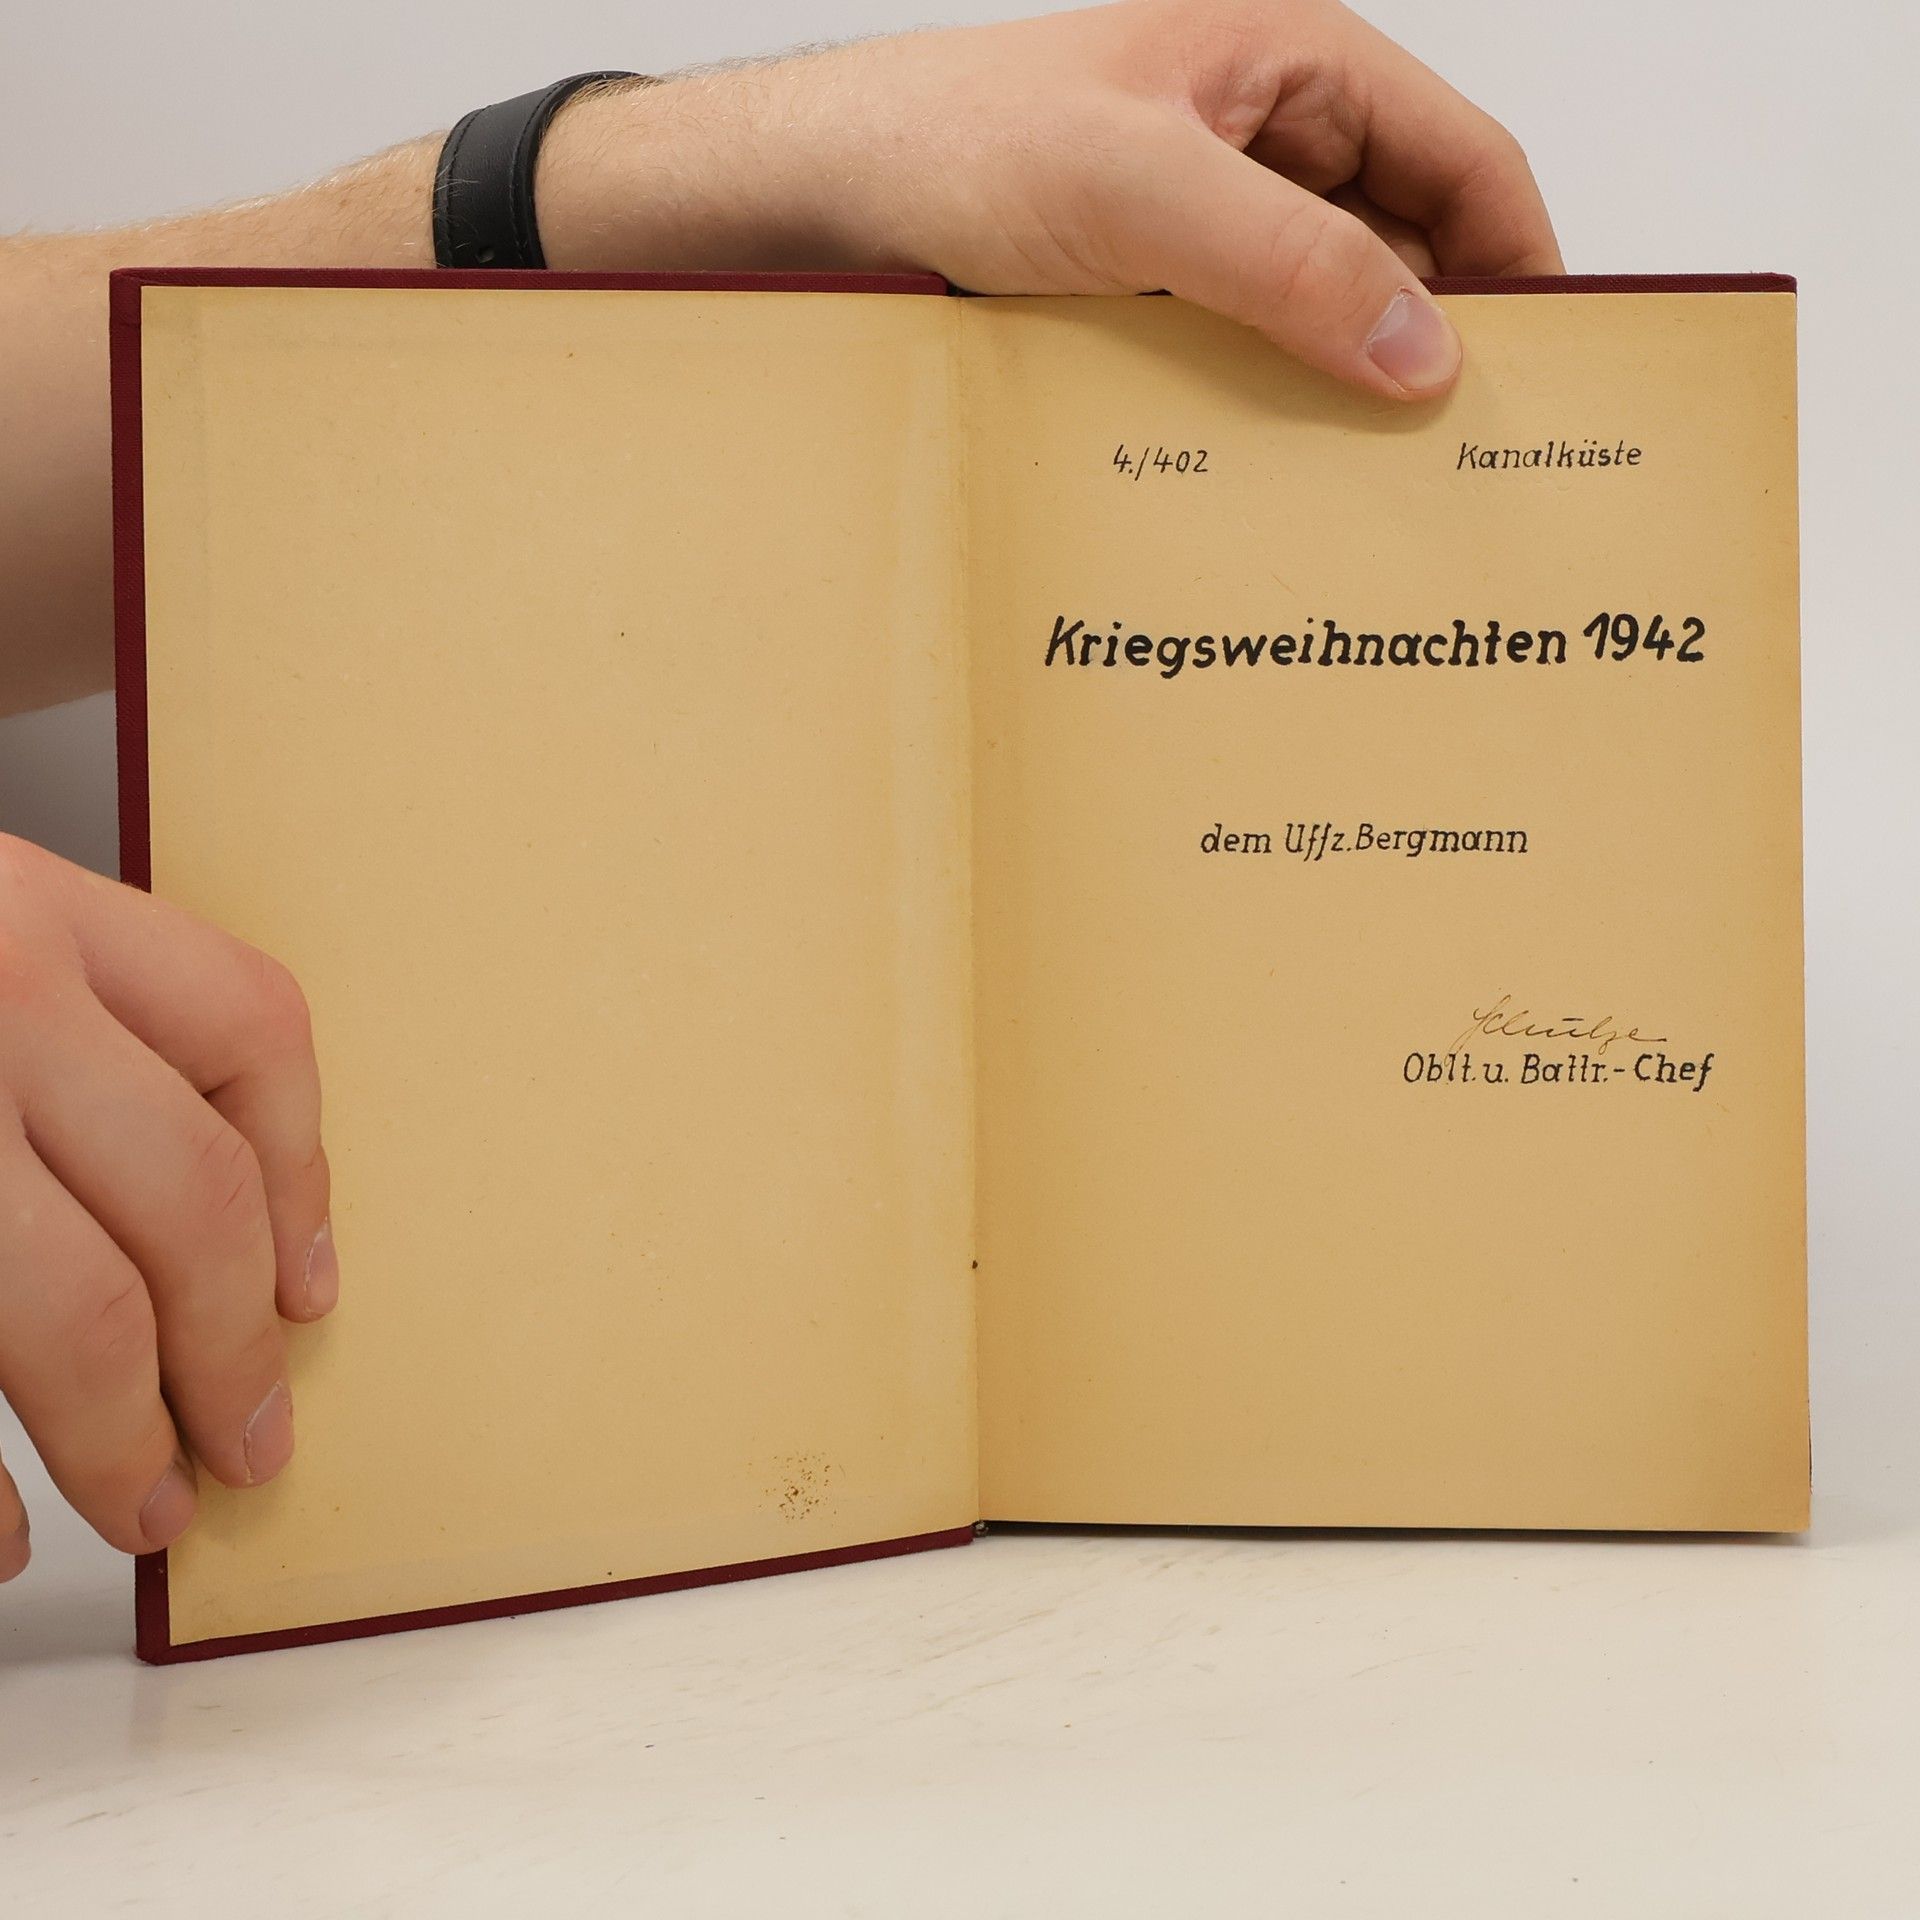 4./402 Kanalküste
Kriegsweihnachten 1942
dem Uffz. Bergmann
Schulze
Oblt. u. Battr.-Chef